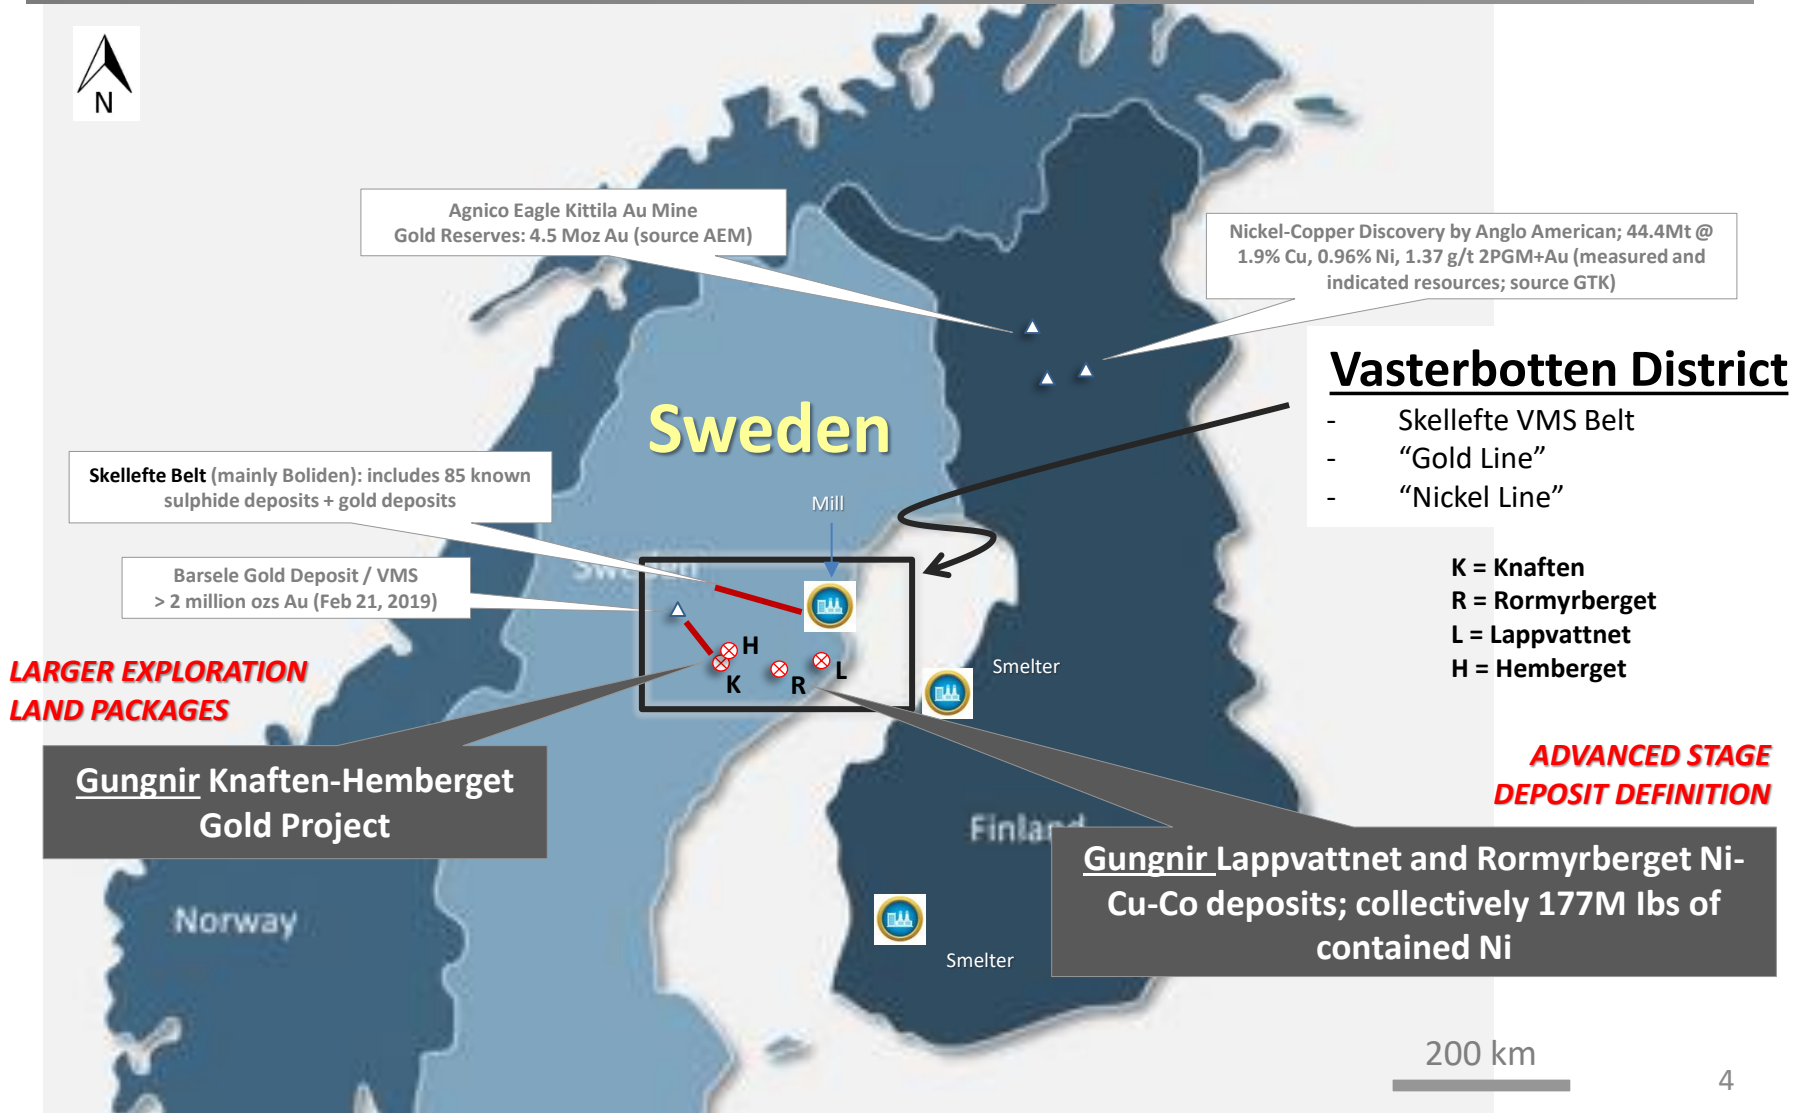 N
Agnico Eagle Kittila Au Mine
Gold Reserves: 4.5 Moz Au (source AEM)
Nickel-Copper Discovery by Anglo American; 44.4Mt @
1.9% Cu, 0.96% Ni, 1.37 g/t 2PGM+Au (measured and
indicated resources; source GTK)
Vasterbotten District
- Skellefte VMS Belt
- “Gold Line”
- “Nickel Line”
Sweden
Skellefte Belt (mainly Boliden): includes 85 known
sulphide deposits + gold deposits
Mill
Sweden
Barsele Gold Deposit / VMS
> 2 million ozs Au (Feb 21, 2019)
K = Knaften
R = Rormyrberget
L = Lappvattnet
H = Hemberget
H
K
R
L
Smelter
LARGER EXPLORATION
LAND PACKAGES
Gungnir Knaften-Hemberget
Gold Project
ADVANCED STAGE
DEPOSIT DEFINITION
Finland
Gungnir Lappvattnet and Rormyrberget Ni-
Cu-Co deposits; collectively 177M Ibs of
contained Ni
Norway
Smelter
200 km
4